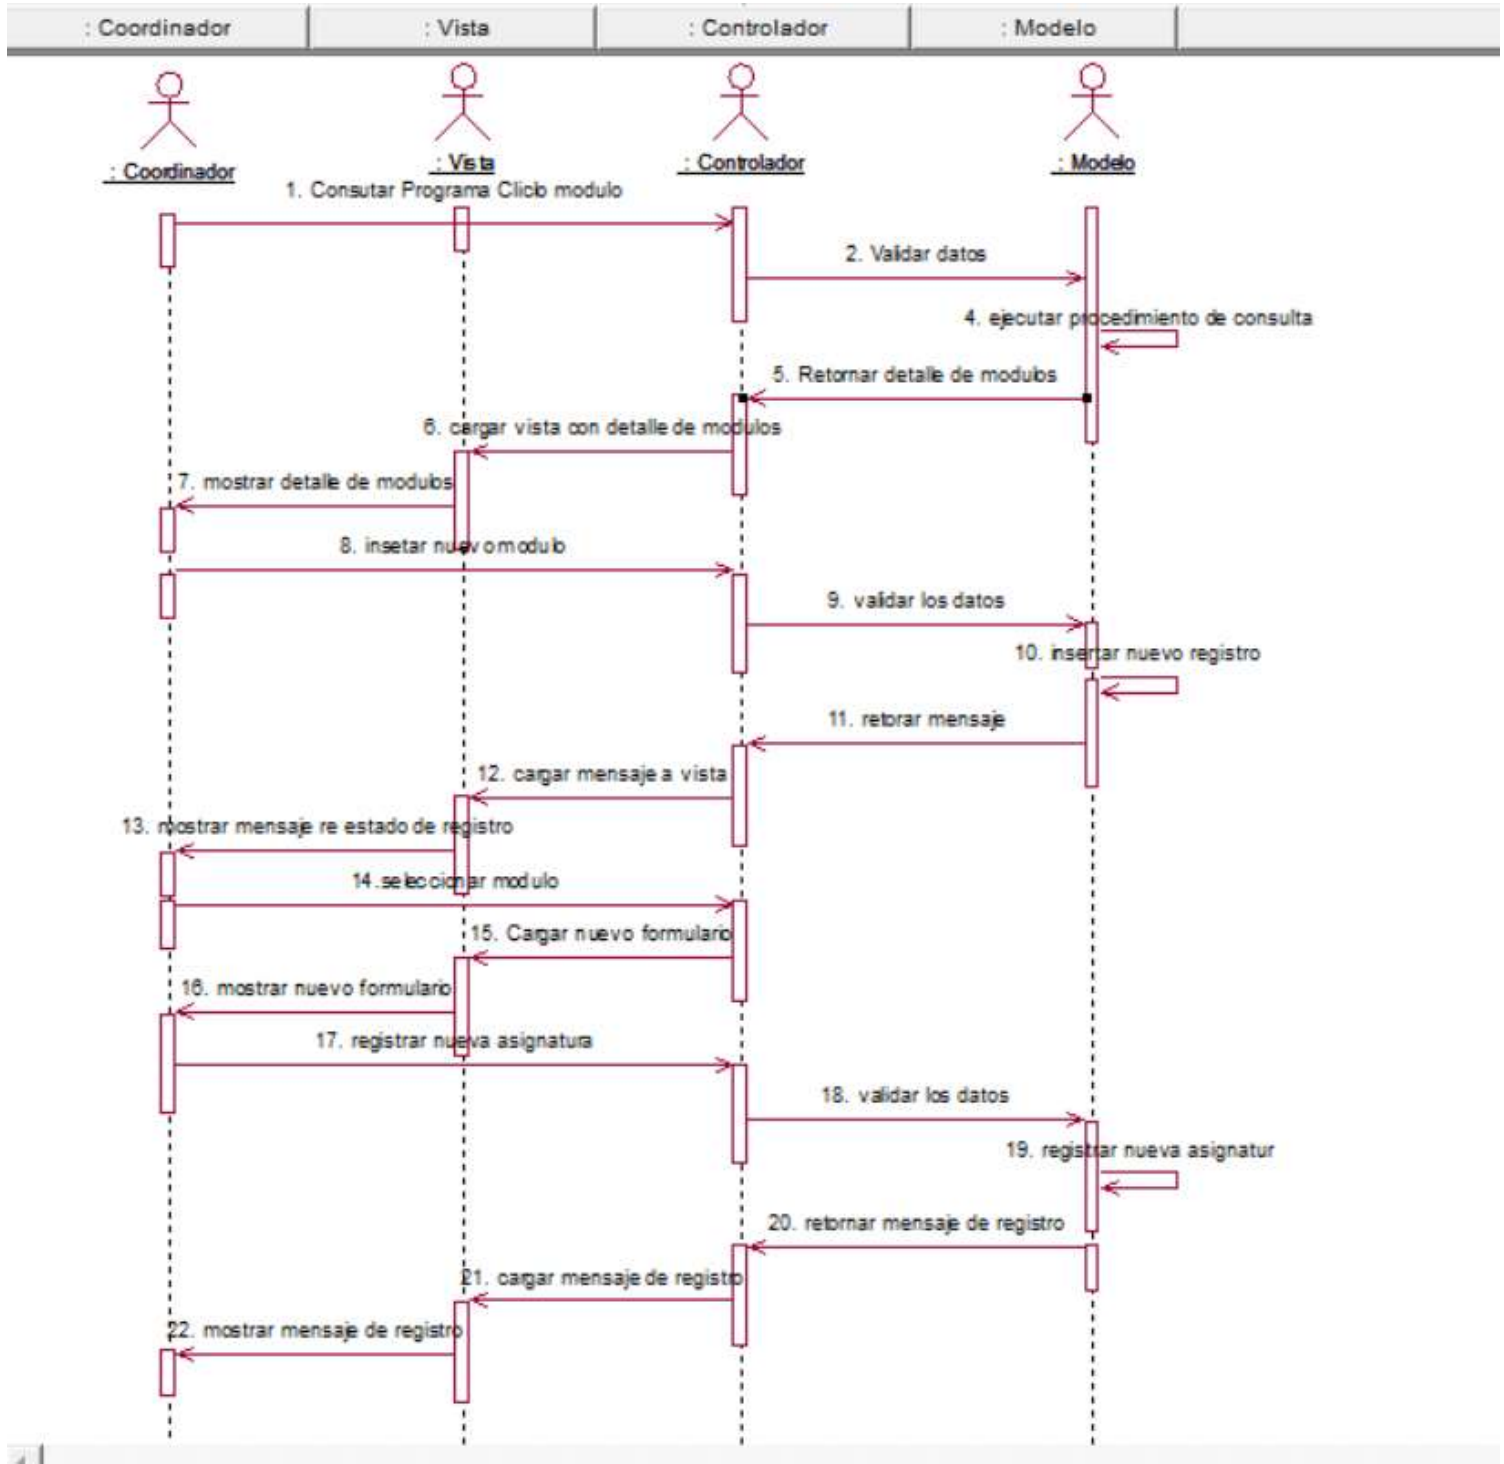 : Coordinador
: Vista
: Controlador
: Modelo
: Coordinador
: Vista
: Controlador
: Modelo
1. Consutar Programa Cliclo modulo
2. Validar datos
4. ejecutar procedimiento de consulta
5. Retornar detalle de modulos
6. cargar vista con detalle de modulos
7. mostrar detalle de modulos
8. insetar nuevo modulo
9. validar los datos
10. insertar nuevo registro
11. retorar mensaje
12. cargar mensaje a vista
13. mostrar mensaje re estado de registro
14.seleccionar modulo
15. Cargar nuevo formulario
16. mostrar nuevo formulario
17. registrar nueva asignatura
18. validar los datos
19. registrar nueva asignatur
20. retornar mensaje de registro
21. cargar mensaje de registro
22. mostrar mensaje de registro